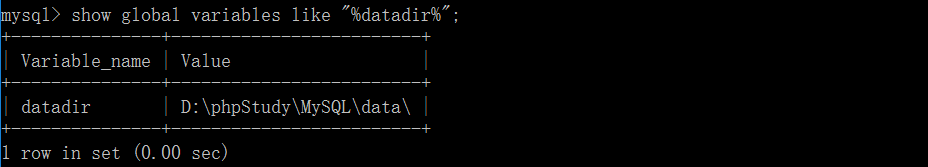 mysql> show global variables like "%datadir%";
+---------------+--------------------------+
| Variable_name | Value                    |
+---------------+--------------------------+
| datadir       | D:\phpStudy\MySQL\data\ |
+---------------+--------------------------+
1 row in set (0.00 sec)